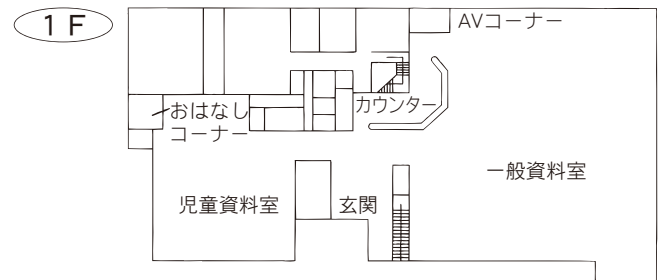 1F
AVコーナー
カウンター
おはなし
コーナー
一般資料室
児童資料室
玄関